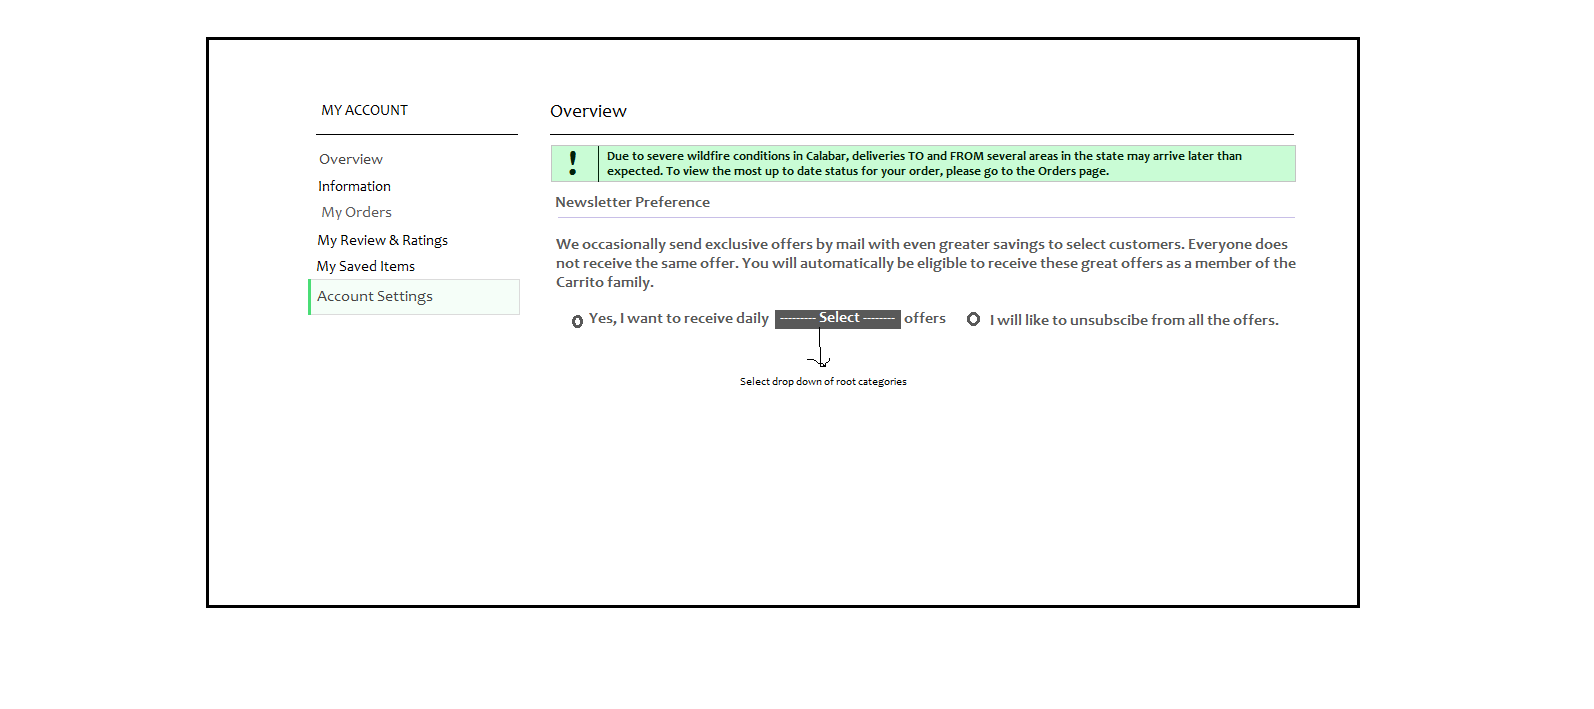 MY ACCOUNT
Overview
Information
My Orders
My Review & Ratings
My Saved Items
Account Settings
Overview
! Due to severe wildfire conditions in Calabar, deliveries TO and FROM several areas in the state may arrive later than
expected. To view the most up to date status for your order, please go to the Orders page.
Newsletter Preference
We occasionally send exclusive offers by mail with even greater savings to select customers. Everyone does
not receive the same offer. You will automatically be eligible to receive these great offers as a member of the
Carrito family.
Yes, I want to receive daily --------- Select -------- offers
I will like to unsubscibe from all the offers.
Select drop down of root categories